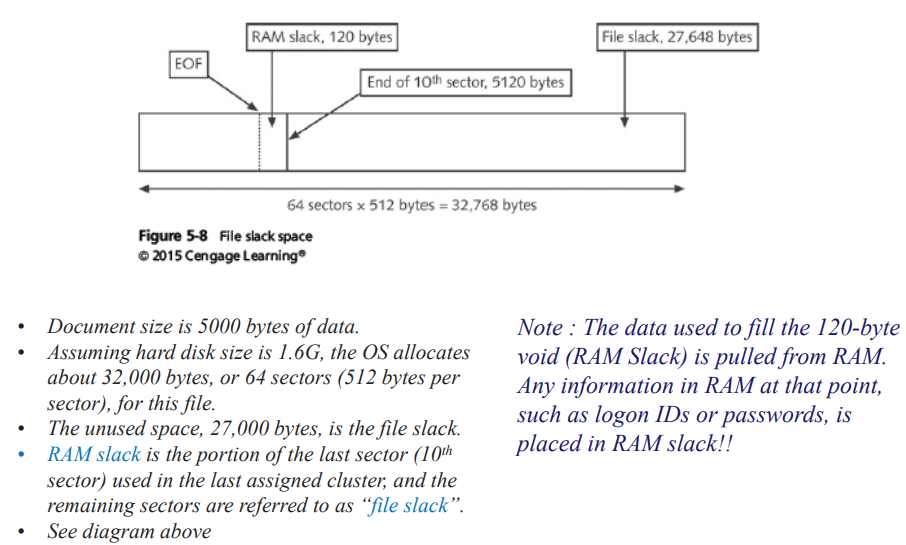 RAM slack, 120 bytes
File slack, 27,648 bytes
EOF
End of 10th sector, 5120 bytes
64 sectors x 512 bytes = 32,768 bytes
Figure 5-8 File slack space
© 2015 Cengage Learning®
• Document size is 5000 bytes of data.
• Assuming hard disk size is 1.6G, the OS allocates
about 32,000 bytes, or 64 sectors (512 bytes per
sector), for this file.
• The unused space, 27,000 bytes, is the file slack.
• RAM slack is the portion of the last sector (10th
sector) used in the last assigned cluster, and the
remaining sectors are referred to as “file slack”.
• See diagram above
Note : The data used to fill the 120-byte
void (RAM Slack) is pulled from RAM.
Any information in RAM at that point,
such as logon IDs or passwords, is
placed in RAM slack!!